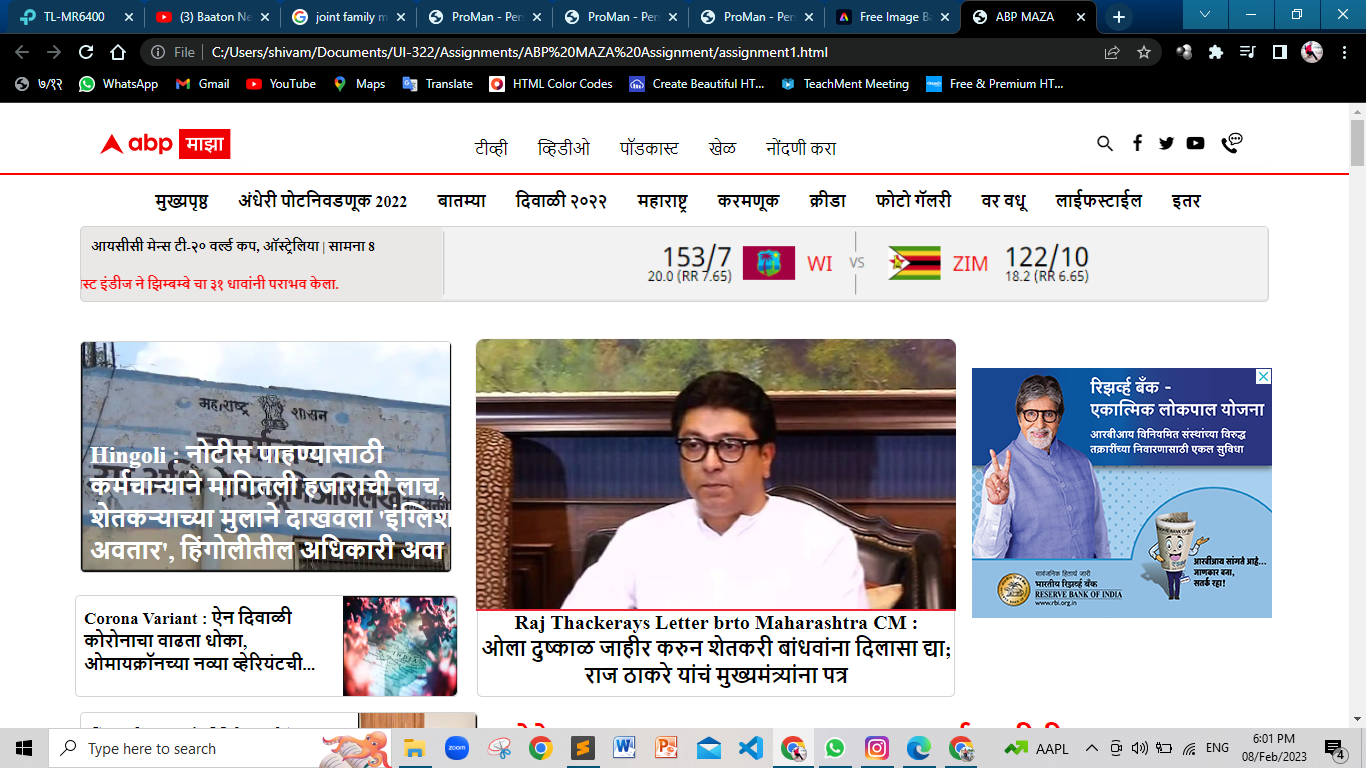 TL-MR6400
(3) Baaton Ne
joint family m
ProMan - Pers
ProMan - Pers
ProMan - Pers
Free Image Ba
ABP MAZA
File
C:/Users/shivam/Documents/UI-322/Assignments/ABP%20MAZA%20Assignment/assignment1.html
७/१२
WhatsApp
Gmail
YouTube
Maps
Translate
HTML Color Codes
Create Beautiful HT...
TeachMent Meeting
Free & Premium HT...
abp माझा
टीव्ही व्हिडीओ पॉडकास्ट खेळ नोंदणी करा
मुख्यपृष्ठ अंधेरी पोटनिवडणूक 2022 बातम्या दिवाळी २०२२ महाराष्ट्र करमणूक क्रीडा फोटो गॅलरी वर वधू लाईफस्टाईल इतर
आयसीसी मेन्स टी-२० वर्ल्ड कप, ऑस्ट्रेलिया | सामना 8
स्ट इंडीज ने झिम्बम्बे चा ३१ धावांनी पराभव केला.
153/7
20.0 (RR 7.65)
WI
VS
ZIM
122/10
18.2 (RR 6.65)
महाराष्ट्र शासन
Hingoli : नोटीस पाहण्यासाठी
कर्मचाऱ्याने मागितली हजाराची लाच,
शेतकऱ्याच्या मुलाने दाखवला 'इंग्लिश
अवतार', हिंगोलीतील अधिकारी अवा
Corona Variant : ऐन दिवाळी
कोरोनाचा वाढता धोका,
ओमायक्रॉनच्या नव्या व्हेरियंटची...
Raj Thackerays Letter brto Maharashtra CM :
ओला दुष्काळ जाहीर करुन शेतकरी बांधवांना दिलासा द्या;
राज ठाकरे यांचं मुख्यमंत्र्यांना पत्र
रिझर्व्ह बँक -
एकात्मिक लोकपाल योजना
आरबीआय विनियमित संस्थांच्या विरुद्ध
तक्रारींच्या निवारणासाठी एकल सुविधा
आरबीआय सांगते आहे...
जाणकार बना,
सतर्क रहा!
सार्वजनिक हितार्थ जारी
भारतीय रिझर्व्ह बँक
RESERVE BANK OF INDIA
www.rbi.org.in
Type here to search
AAPL
ENG
6:01 PM
08/Feb/2023
4